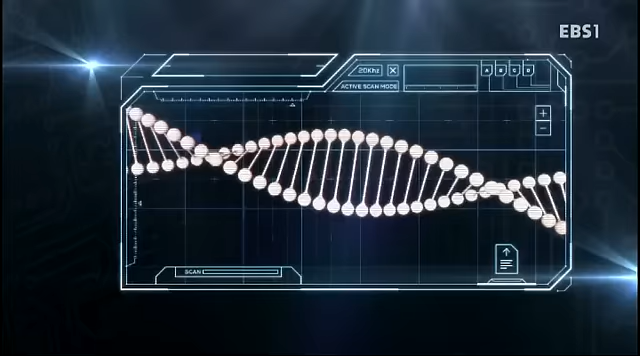 EBS1
20Khz
A B C D
ACTIVE SCAN MODE
SCAN